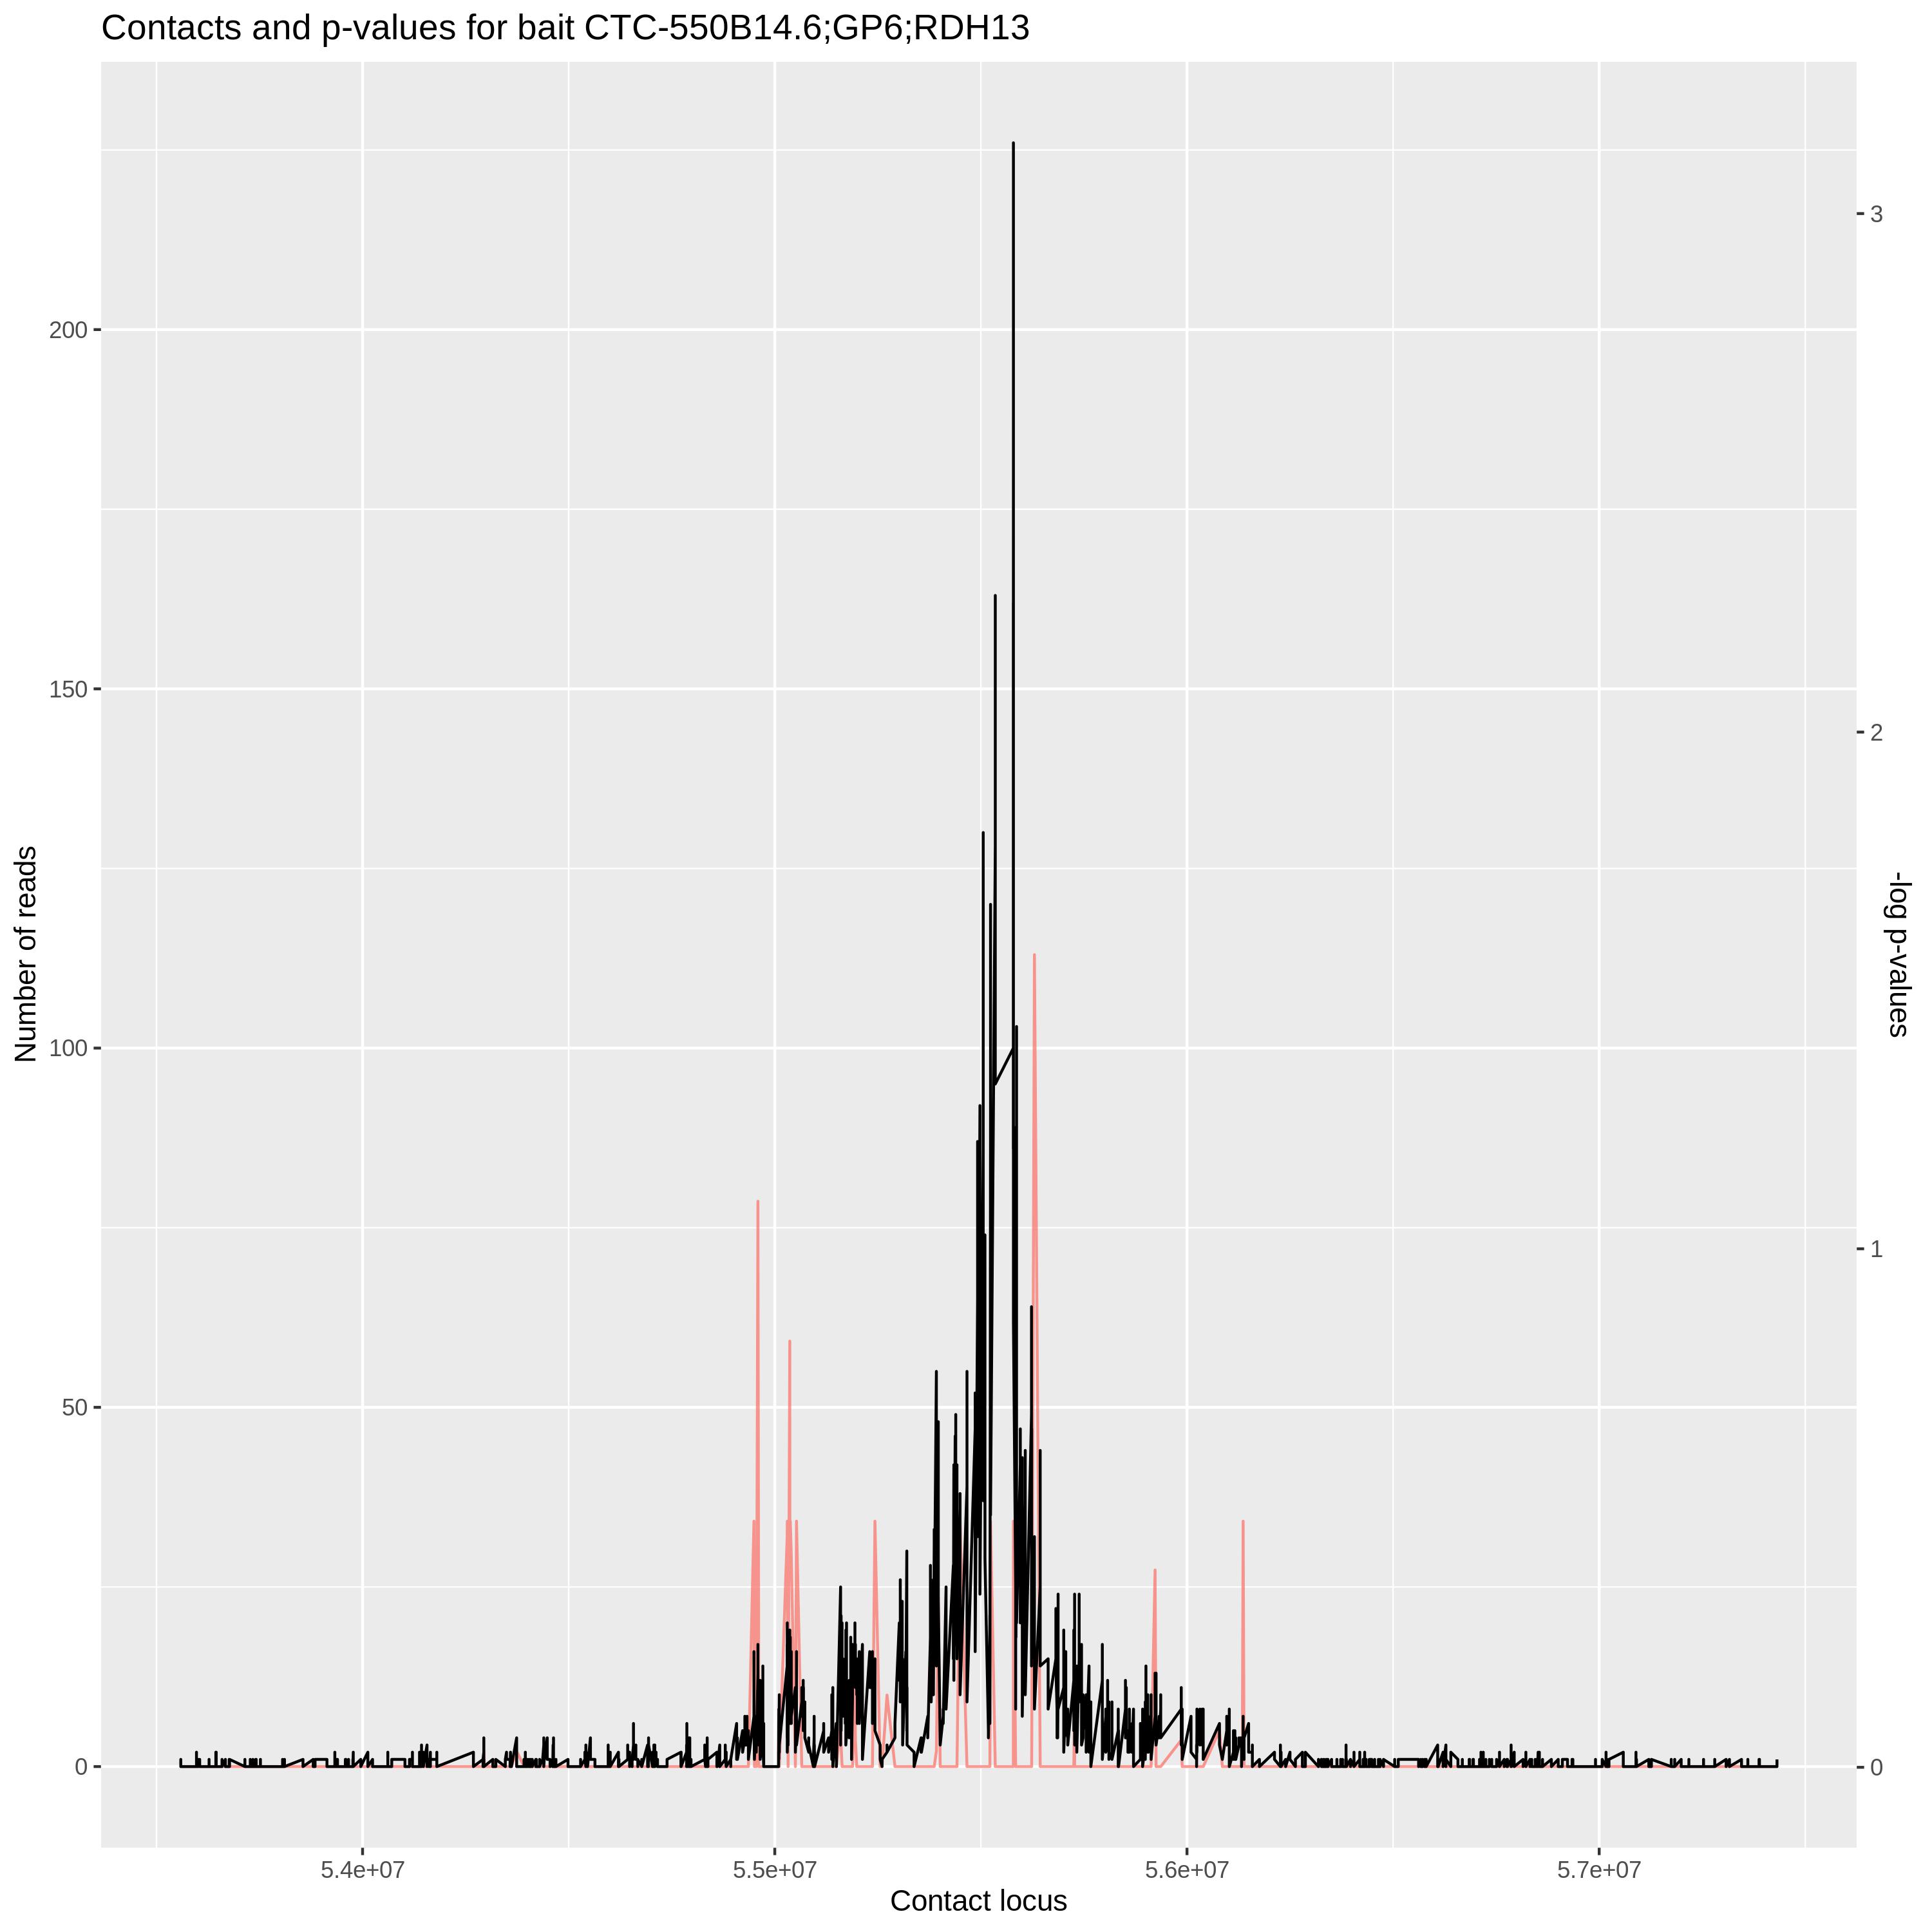 Contacts and p-values for bait CTC-550B14.6;GP6;RDH13
Number of reads
200
150
100
50
0
3
2
1
0
-log p-values
5.4e+07
5.5e+07
5.6e+07
5.7e+07
Contact locus